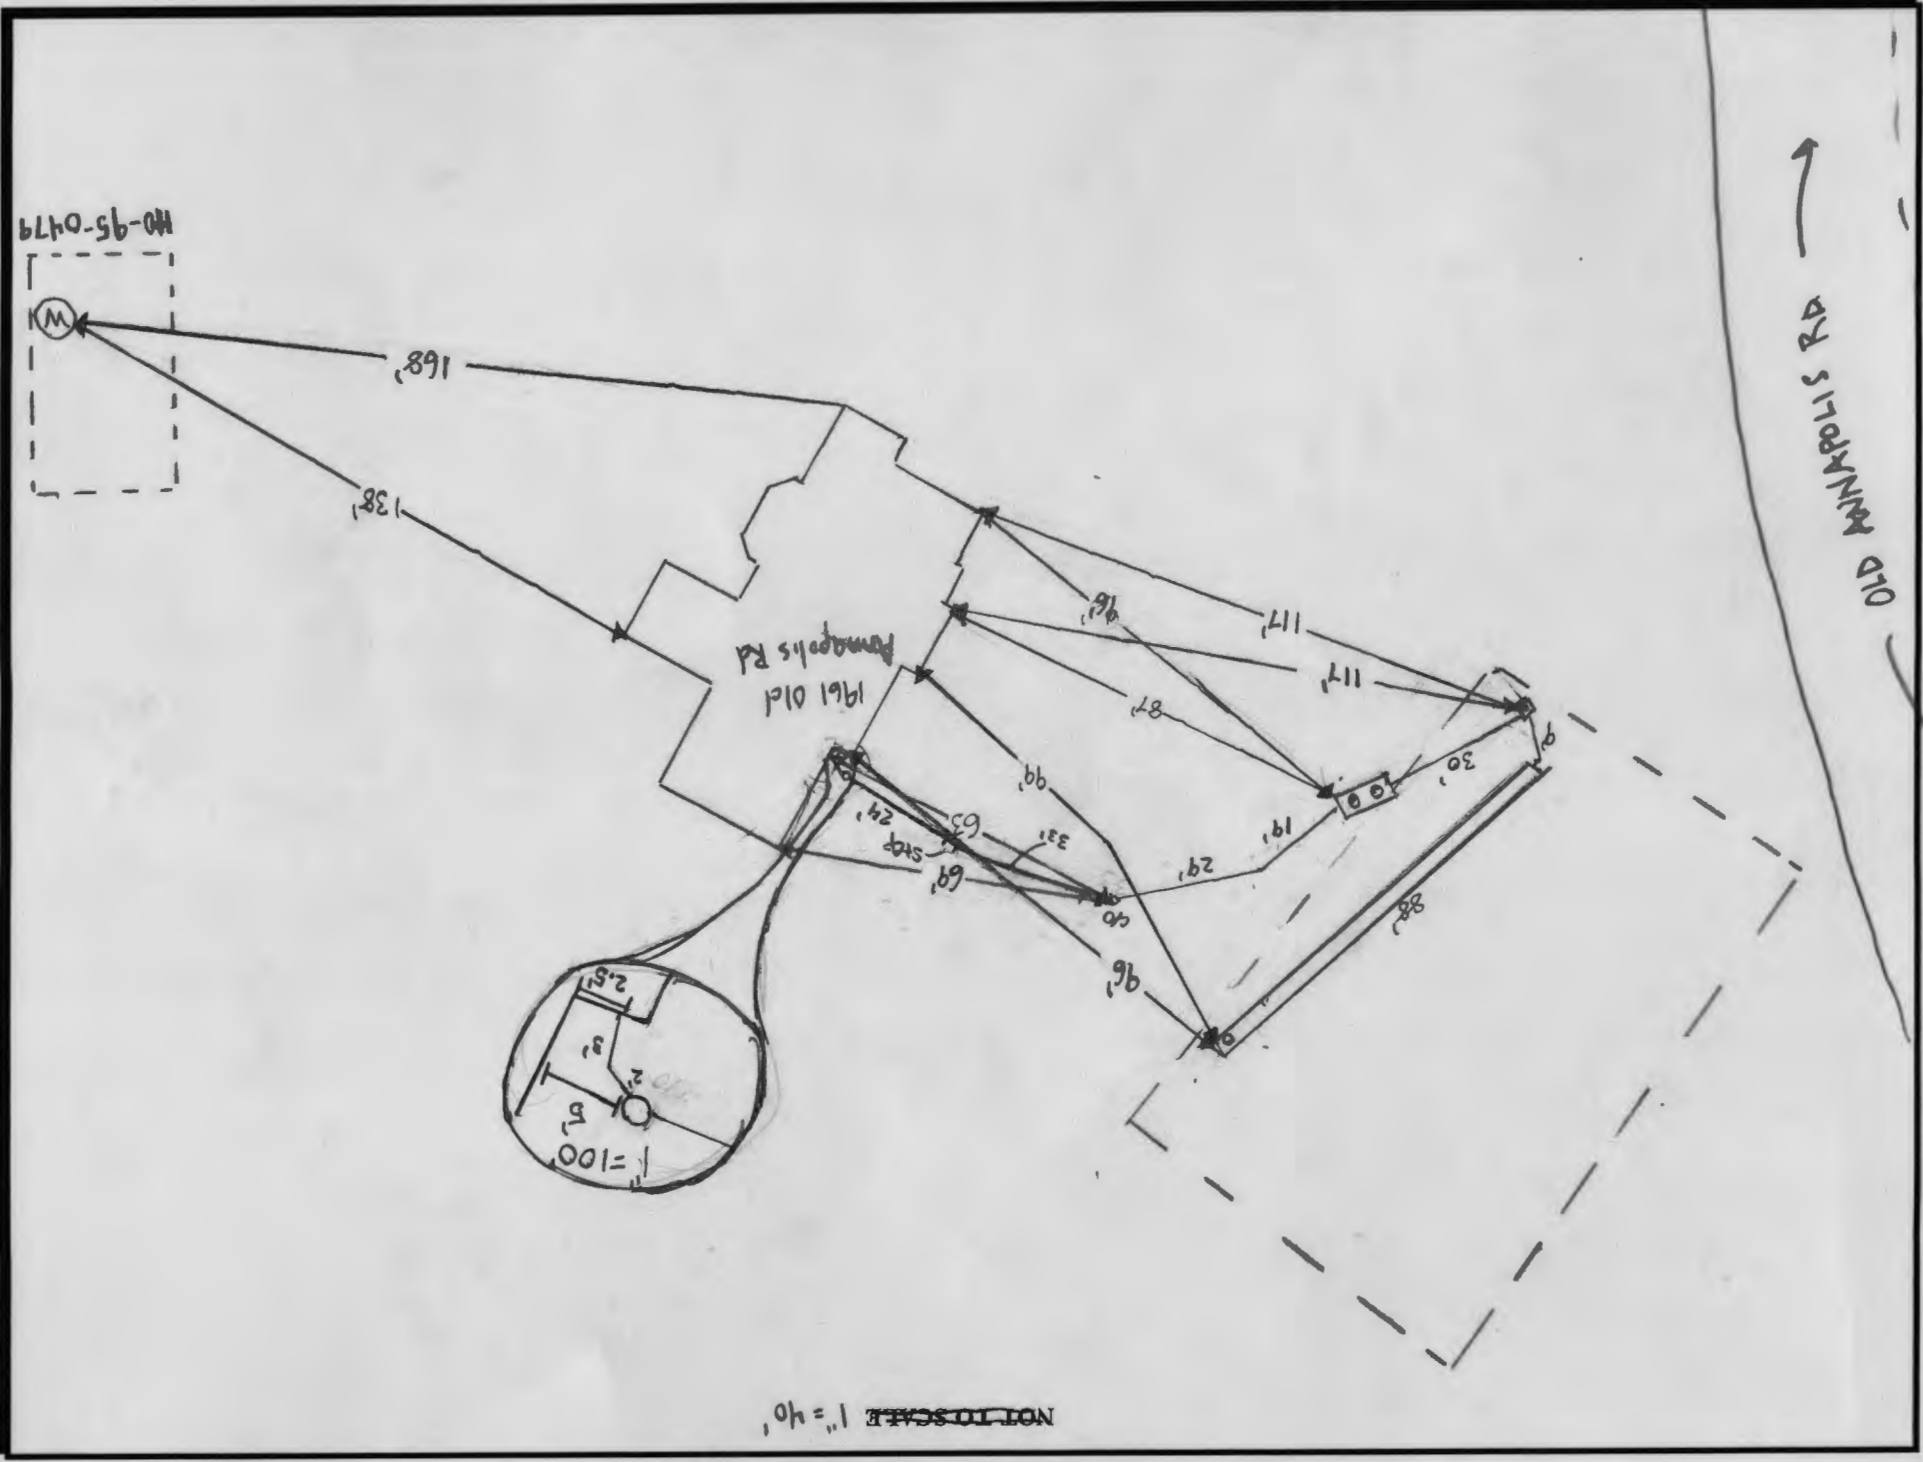 NOT TO SCALE 1"=40'
1"=100'
5'
2'
3'
2.5'
96'
88'
69'
CO
Step
33'
24'
63
29'
19'
99'
30'
9'
1961 Old
Annapolis Rd
87'
117'
117'
96'
138'
168'
W
HO-95-0479
OLD ANNAPOLIS RD